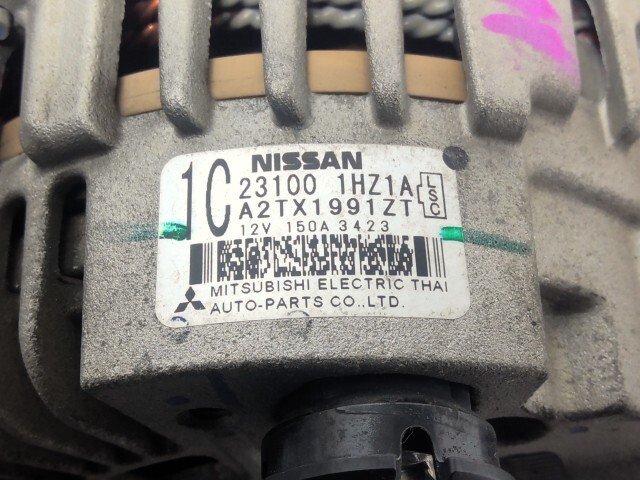 NISSAN
1C 23100 1HZ1A
A2TX1991ZT
LSC
12V 150A 3423
MITSUBISHI ELECTRIC THAI
AUTO-PARTS CO.,LTD.